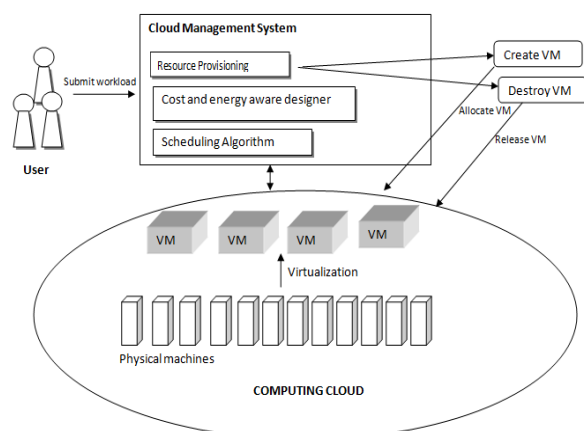 Cloud Management System
Resource Provisioning
Create VM
Submit workload
Cost and energy aware designer
Destroy VM
Allocate VM
Scheduling Algorithm
Release VM
User
VM
VM
VM
VM
Virtualization
Physical machines
COMPUTING CLOUD